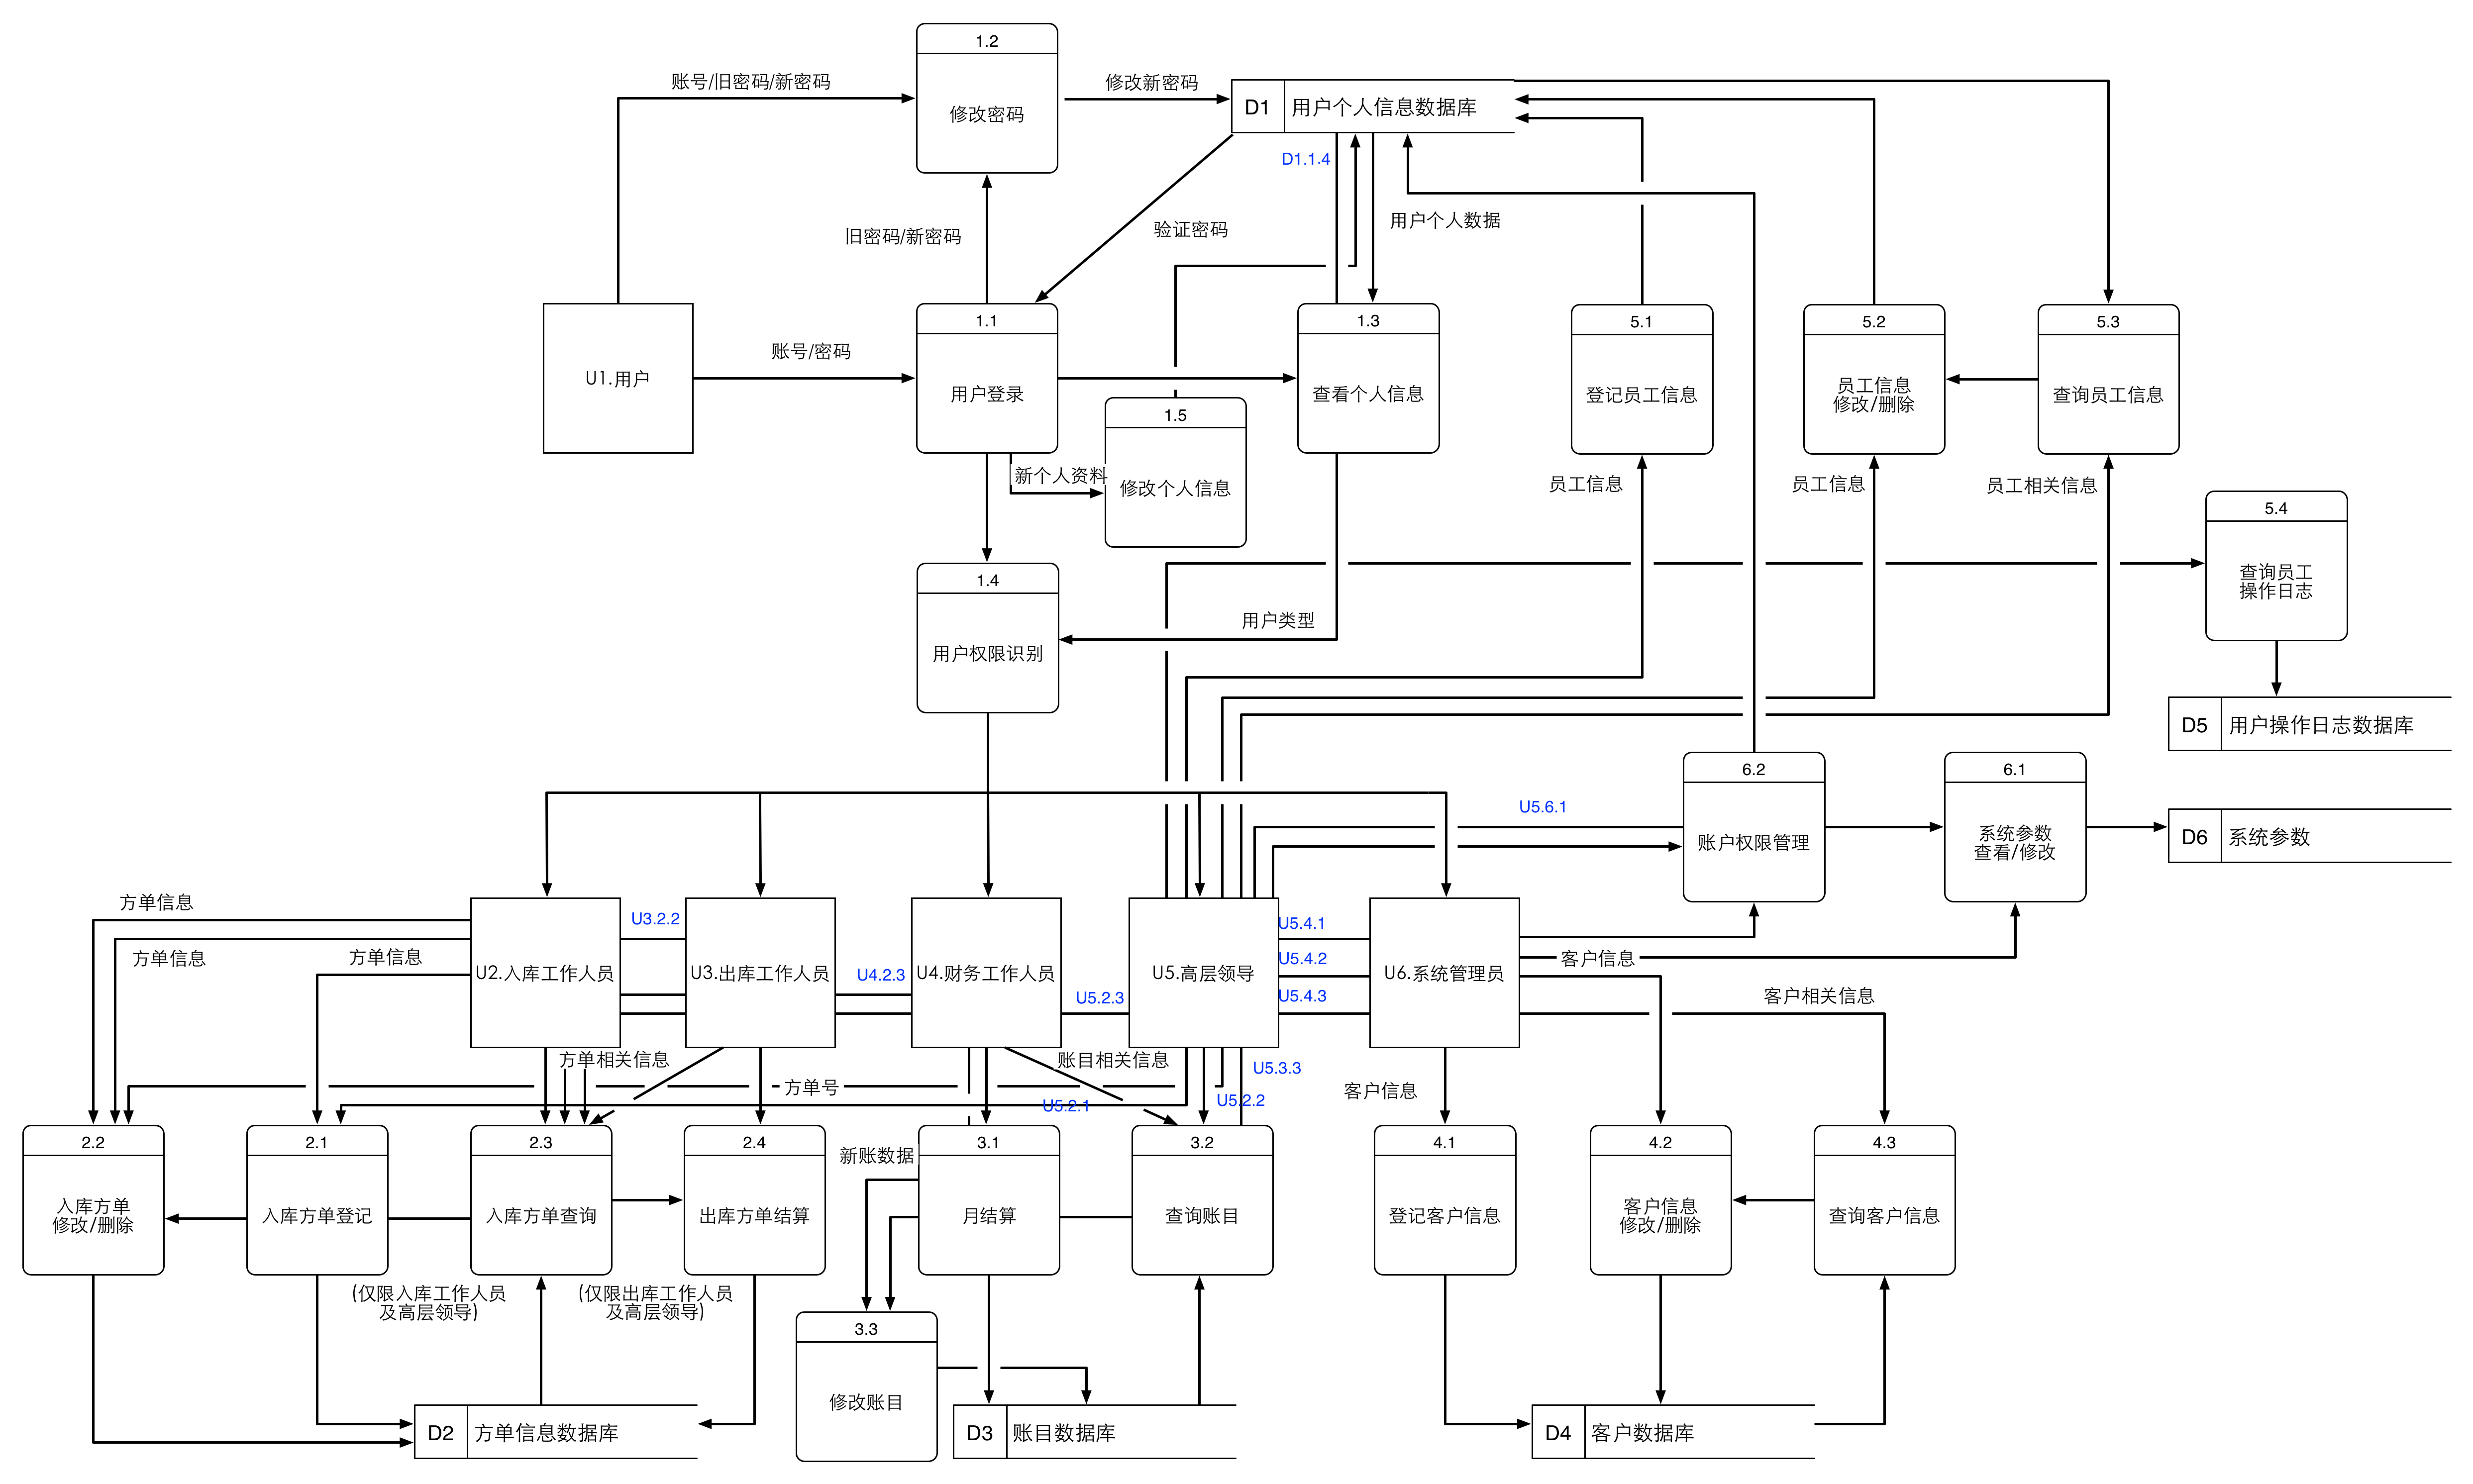 1.2
修改密码
账号/旧密码/新密码
修改新密码
D1
用户个人信息数据库
D1.1.4
旧密码/新密码
验证密码
用户个人数据
U1.用户
账号/密码
1.1
用户登录
1.3
查看个人信息
5.1
登记员工信息
5.2
员工信息
修改/删除
5.3
查询员工信息
1.5
修改个人信息
新个人资料
员工信息
员工信息
员工相关信息
5.4
查询员工
操作日志
1.4
用户权限识别
用户类型
D5
用户操作日志数据库
6.2
账户权限管理
6.1
系统参数
查看/修改
D6
系统参数
U5.6.1
方单信息
方单信息
方单信息
U2.入库工作人员
U3.2.2
U3.出库工作人员
U4.2.3
U4.财务工作人员
U5.2.3
U5.高层领导
U5.4.1
U5.4.2
U5.4.3
U6.系统管理员
客户信息
客户相关信息
方单相关信息
账目相关信息
U5.3.3
方单号
U5.2.1
U5.2.2
客户信息
2.2
入库方单
修改/删除
2.1
入库方单登记
2.3
入库方单查询
2.4
出库方单结算
新账数据
3.1
月结算
3.2
查询账目
4.1
登记客户信息
4.2
客户信息
修改/删除
4.3
查询客户信息
(仅限入库工作人员
及高层领导)
(仅限出库工作人员
及高层领导)
3.3
修改账目
D2
方单信息数据库
D3
账目数据库
D4
客户数据库